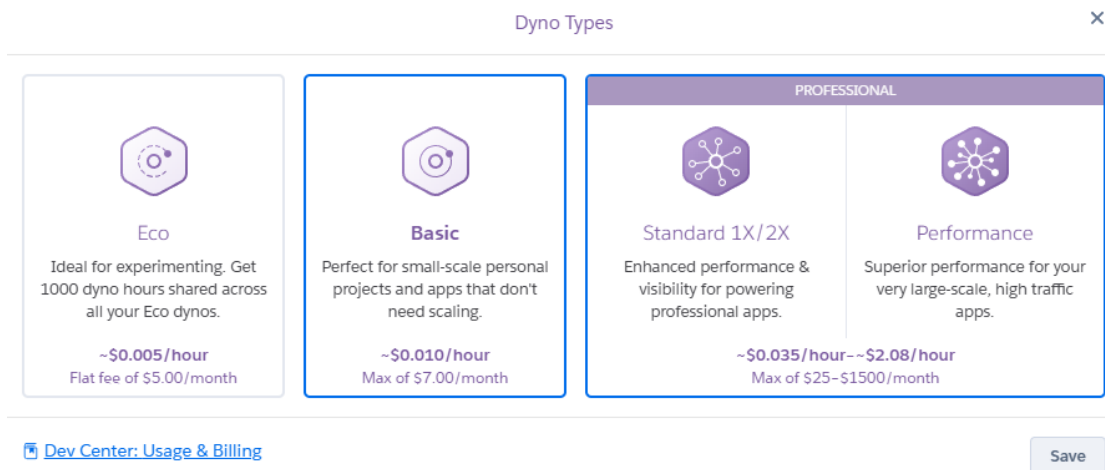 Dyno Types
×
Eco
Ideal for experimenting. Get
1000 dyno hours shared across
all your Eco dynos.
~$0.005/hour
Flat fee of $5.00/month
Basic
Perfect for small-scale personal
projects and apps that don't
need scaling.
~$0.010/hour
Max of $7.00/month
PROFESSIONAL
Standard 1X/2X
Enhanced performance &
visibility for powering
professional apps.
Performance
Superior performance for your
very large-scale, high traffic
apps.
~$0.035/hour-~$2.08/hour
Max of $25-$1500/month
Dev Center: Usage & Billing
Save